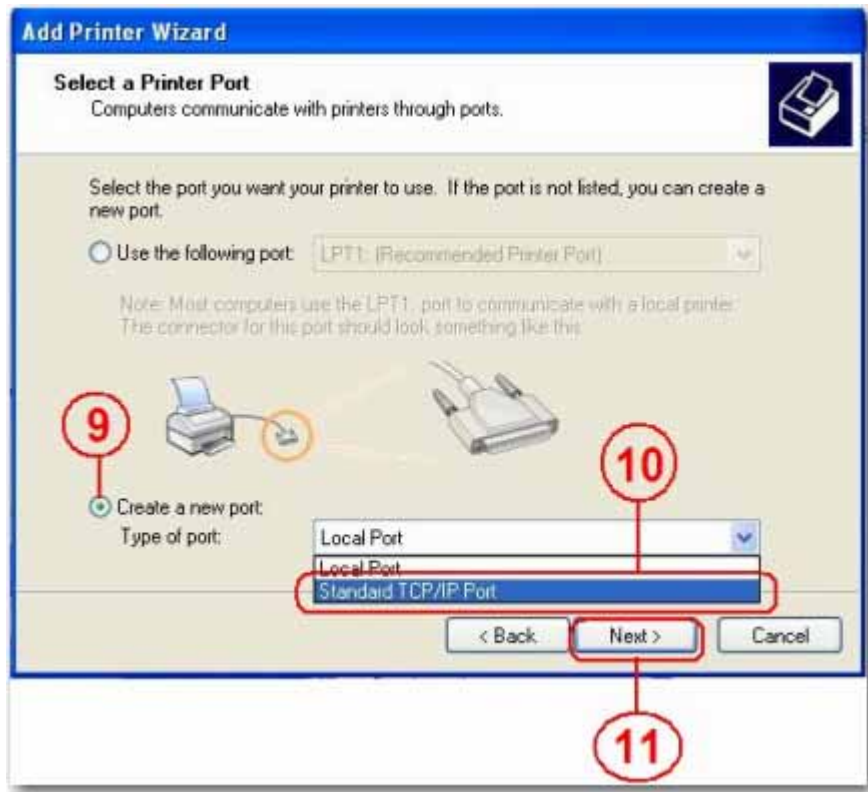 Add Printer Wizard
Select a Printer Port
Computers communicate with printers through ports.
Select the port you want your printer to use. If the port is not listed, you can create a
new port.
Use the following port:
LPT1: (Recommended Printer Port)
Note: Most computers use the LPT1: port to communicate with a local printer.
The connector for this port should look something like this:
9
10
Create a new port:
Type of port:
Local Port
Local Port
Standard TCP/IP Port
< Back
Next >
Cancel
11